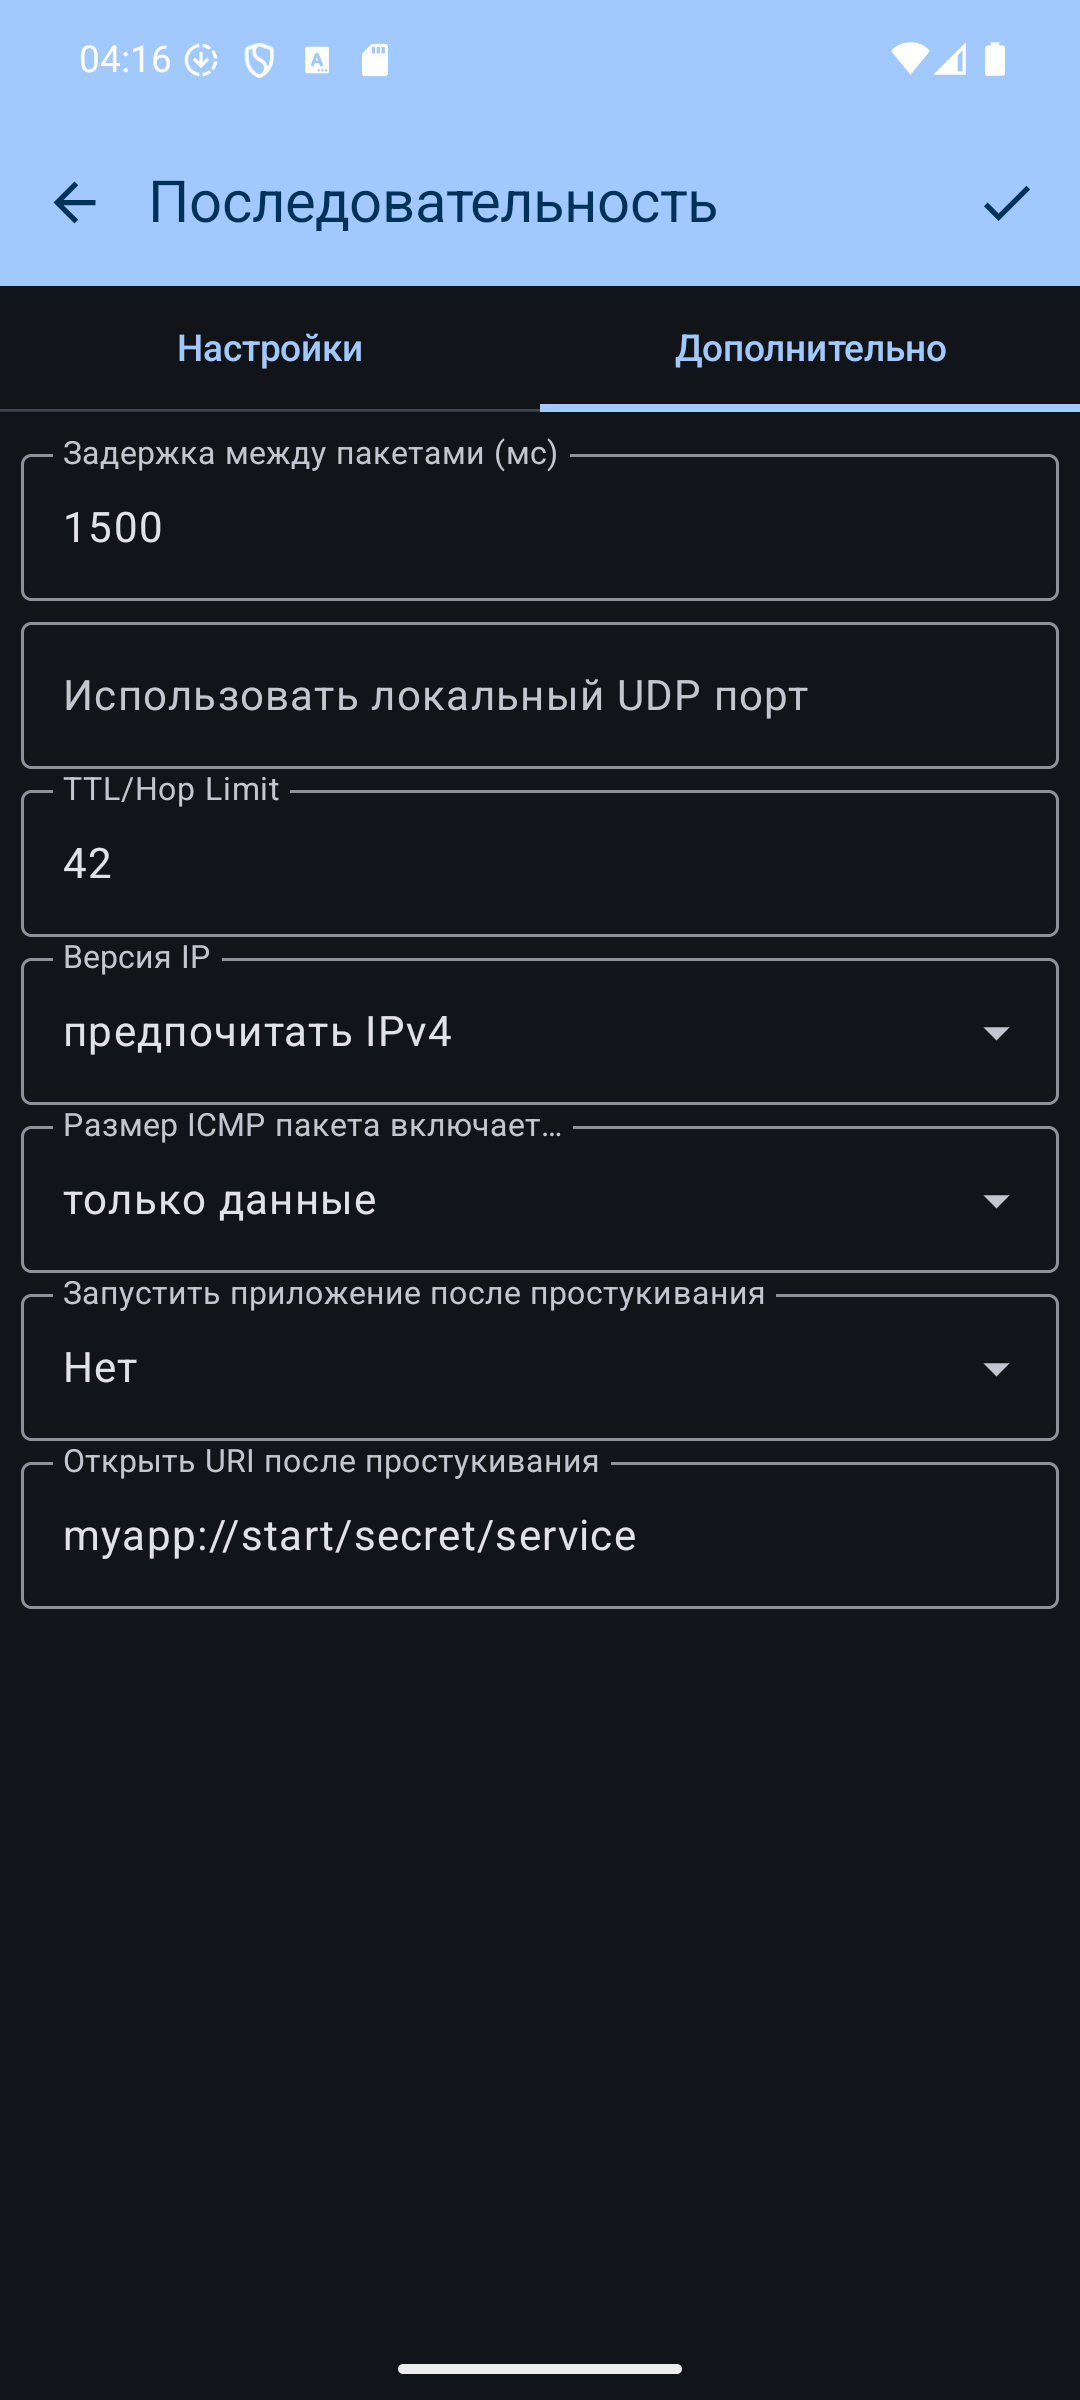 04:16
Последовательность
Настройки
Дополнительно
Задержка между пакетами (мс)
1500
Использовать локальный UDP порт
TTL/Hop Limit
42
Версия IP
предпочитать IPv4
Размер ICMP пакета включает…
только данные
Запустить приложение после простукивания
Нет
Открыть URI после простукивания
myapp://start/secret/service